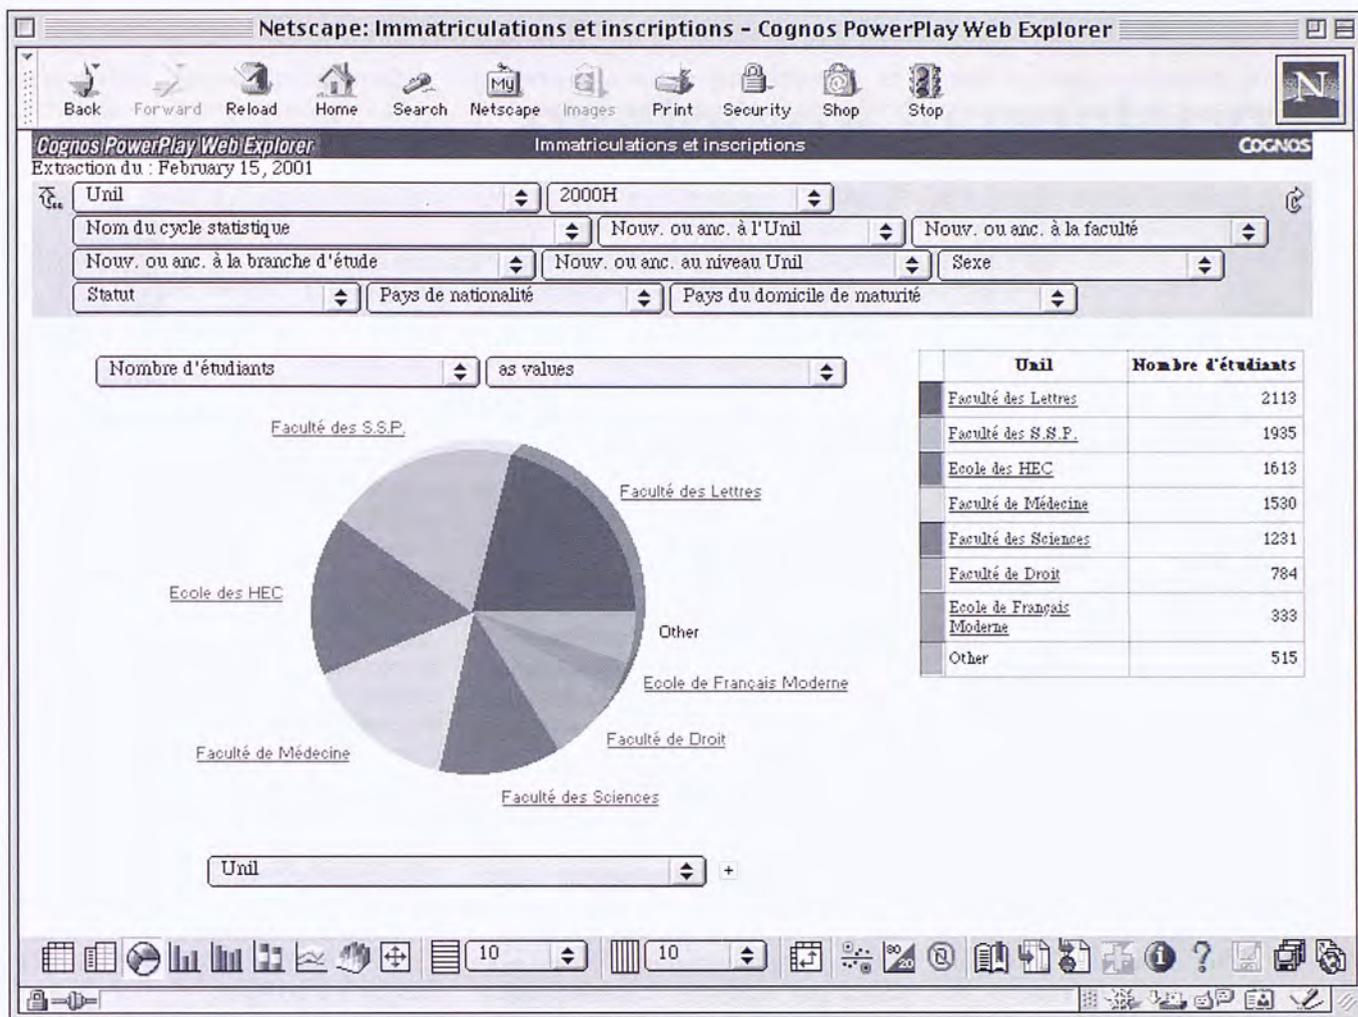 Netscape: Immatriculations et inscriptions - Cognos PowerPlay Web Explorer
Back Forward Reload Home Search Netscape Images Print Security Shop Stop
My
N
Cognos PowerPlay Web Explorer Immatriculations et inscriptions COGNOS
Extraction du : February 15, 2001
Unil 2000H
Nom du cycle statistique Nouv. ou anc. à l'Unil Nouv. ou anc. à la faculté
Nouv. ou anc. à la branche d'étude Nouv. ou anc. au niveau Unil Sexe
Statut Pays de nationalité Pays du domicile de maturité
Nombre d'étudiants as values
Faculté des S.S.P.
Faculté des Lettres
Ecole des HEC
Other
Ecole de Français Moderne
Faculté de Droit
Faculté de Médecine
Faculté des Sciences
Unil +
Unil Nombre d'étudiants
Faculté des Lettres 2113
Faculté des S.S.P. 1935
Ecole des HEC 1613
Faculté de Médecine 1530
Faculté des Sciences 1231
Faculté de Droit 784
Ecole de Français
Moderne 333
Other 515
10 10 80 20 ?